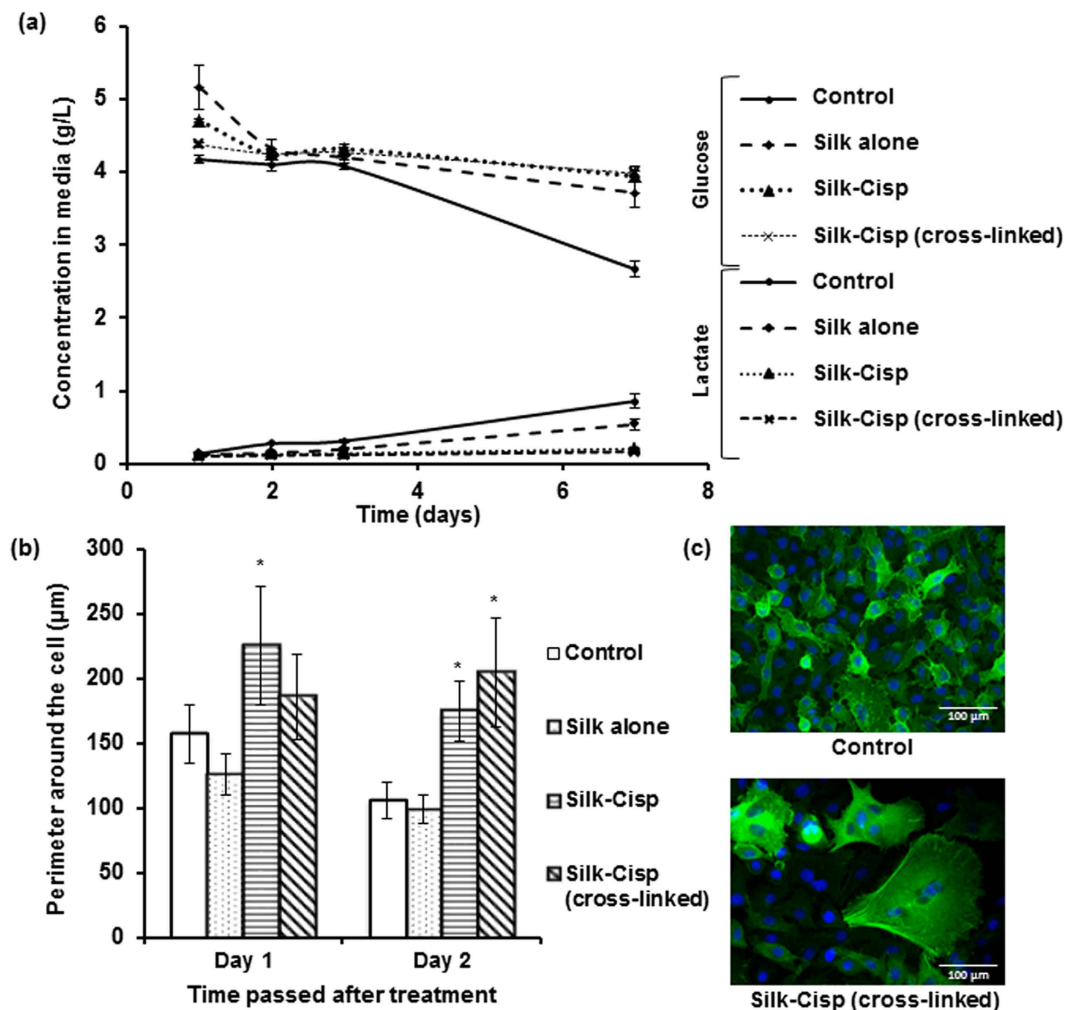 (a)
6
5
4
3
2
1
0
Concentration in media (g/L)
0 2 4 6 8
Time (days)
Glucose
Control
Silk alone
Silk-Cisp
Silk-Cisp (cross-linked)
Lactate
Control
Silk alone
Silk-Cisp
Silk-Cisp (cross-linked)
(b)
300
250
200
150
100
50
0
Perimeter around the cell (µm)
*
*
*
Day 1 Day 2
Time passed after treatment
Control
Silk alone
Silk-Cisp
Silk-Cisp
(cross-linked)
(c)
100 µm
Control
100 µm
Silk-Cisp (cross-linked)